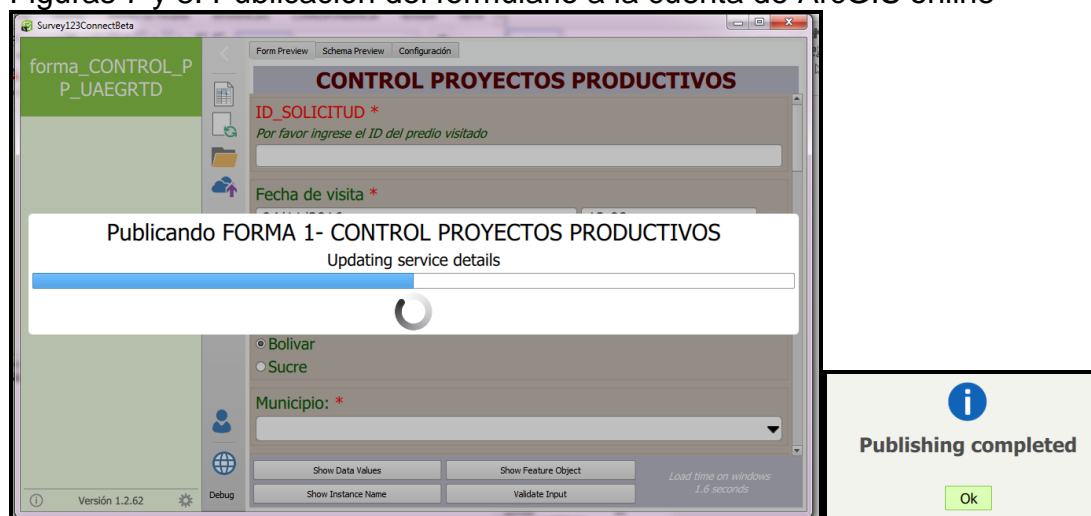 Figuras 7 y 8. Publicación del formulario a la cuenta de ArcGIS online
Survey123ConnectBeta
forma_CONTROL_P
P_UAEGRTD
Form Preview
Schema Preview
Configuración
CONTROL PROYECTOS PRODUCTIVOS
ID_SOLICITUD *
Por favor ingrese el ID del predio visitado
Fecha de visita *
Publicando FORMA 1- CONTROL PROYECTOS PRODUCTIVOS
Updating service details
Bolivar
Sucre
Municipio: *
Show Data Values
Show Feature Object
Load time on windows
1.6 seconds
Show Instance Name
Validate Input
Versión 1.2.62
Debug
Publishing completed
Ok